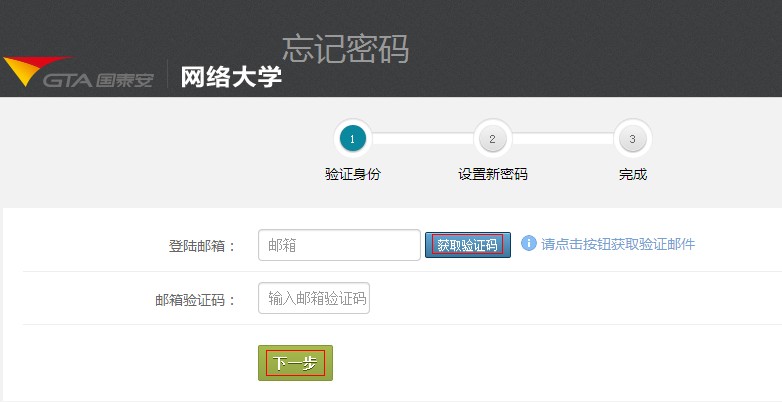 忘记密码
GTA 国泰安 网络大学
1 2 3
验证身份 设置新密码 完成
登陆邮箱： 邮箱 获取验证码 请点击按钮获取验证邮件
邮箱验证码： 输入邮箱验证码
下一步